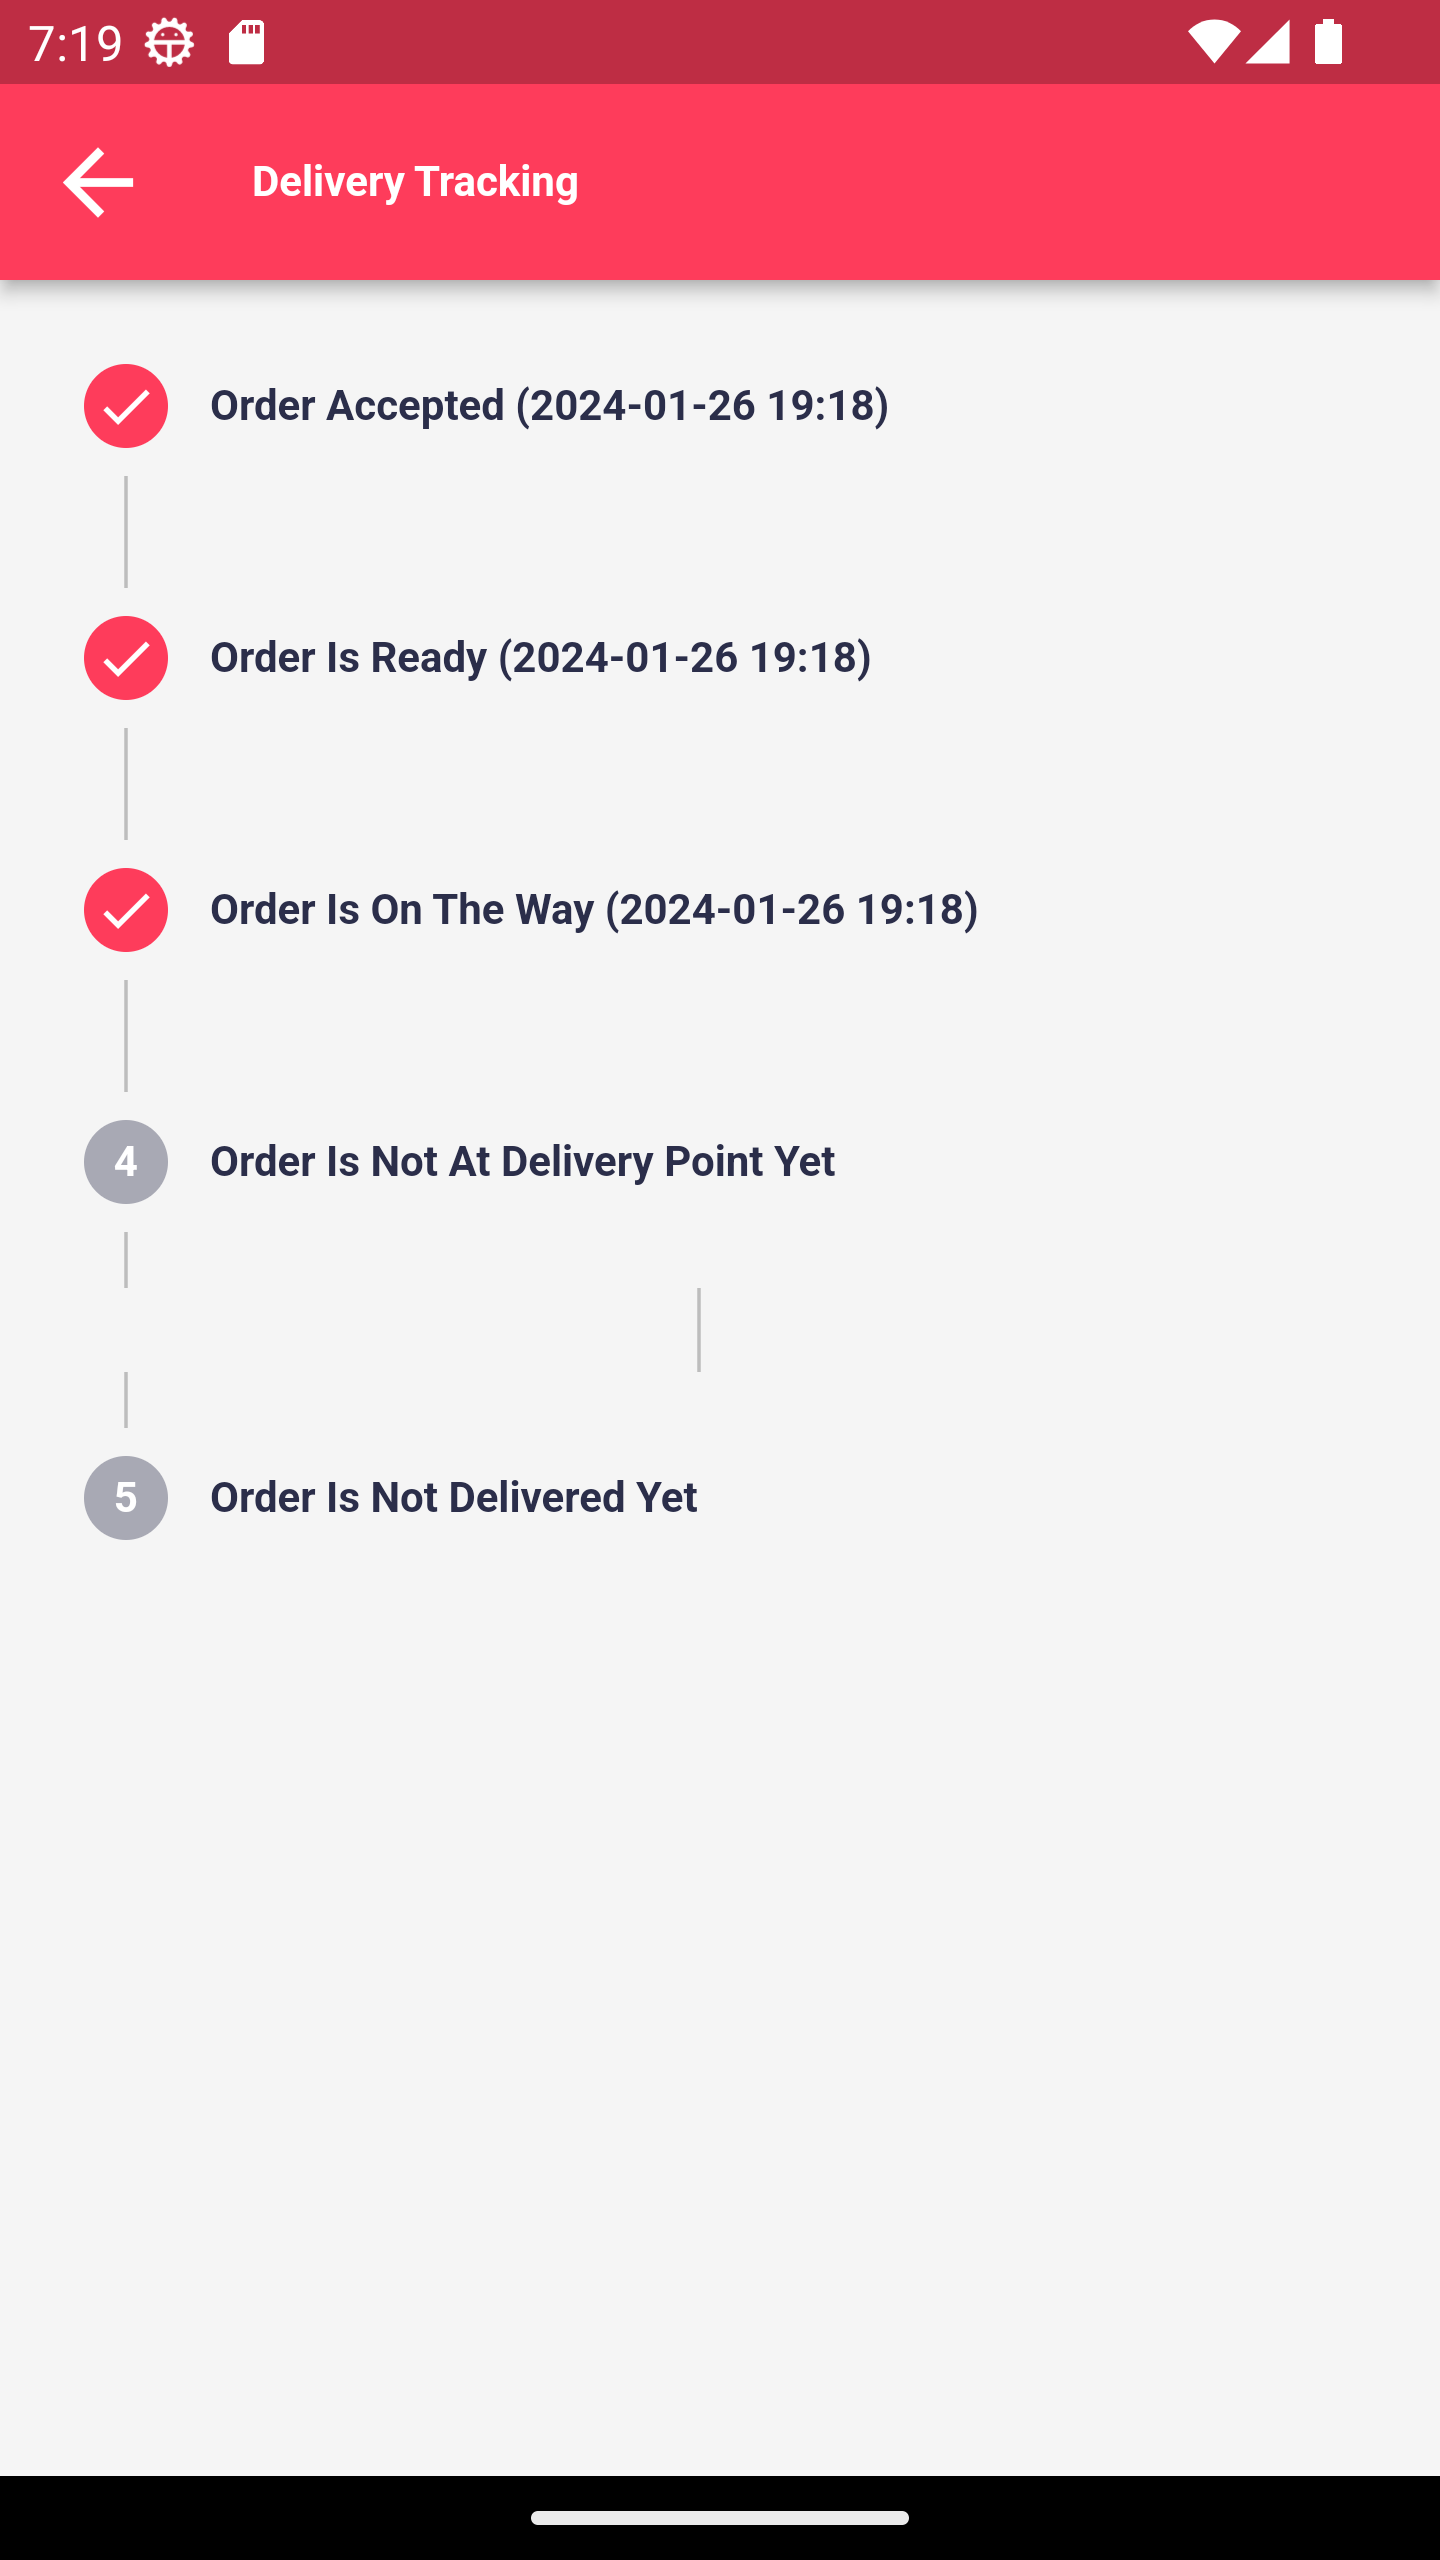 7:19
Delivery Tracking
Order Accepted (2024-01-26 19:18)
Order Is Ready (2024-01-26 19:18)
Order Is On The Way (2024-01-26 19:18)
4 Order Is Not At Delivery Point Yet
5 Order Is Not Delivered Yet